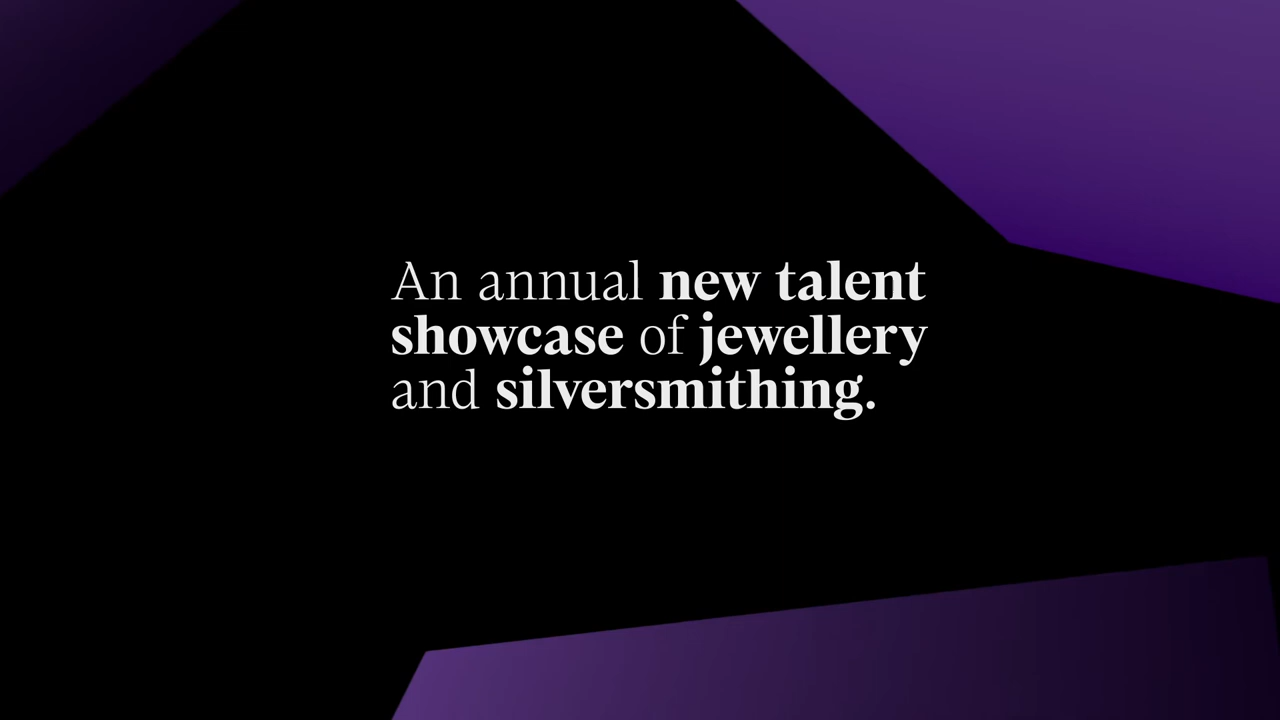 An annual new talent
showcase of jewellery
and silversmithing.